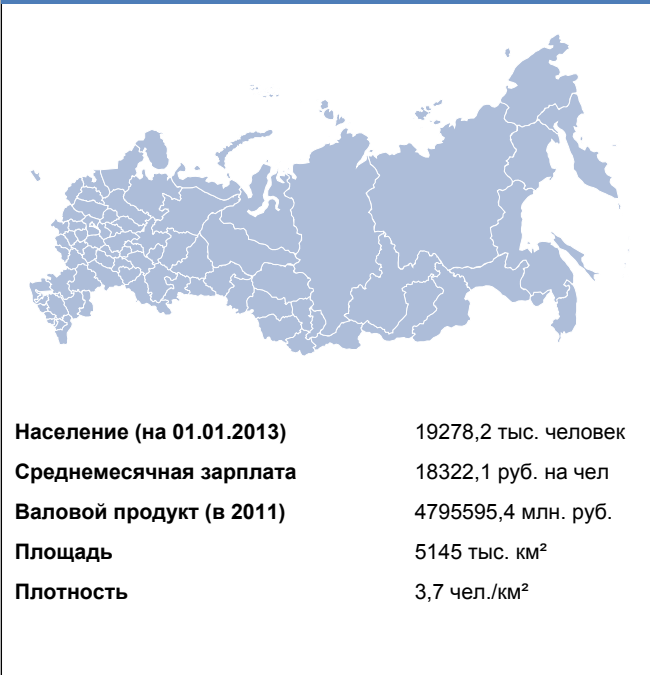 Население (на 01.01.2013) 19278,2 тыс. человек
Среднемесячная зарплата 18322,1 руб. на чел
Валовой продукт (в 2011) 4795595,4 млн. руб.
Площадь 5145 тыс. км²
Плотность 3,7 чел./км²